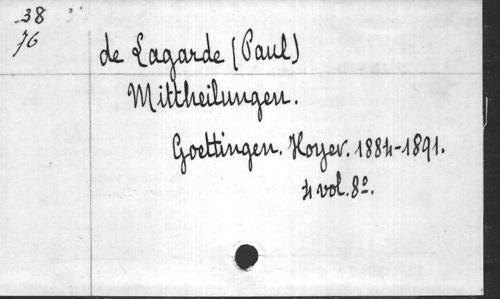 38
76
de Lagarde (Paul)
Mittheilungen.
Goettingen. Hoyer. 1884-1891.
4 vol. 8º.